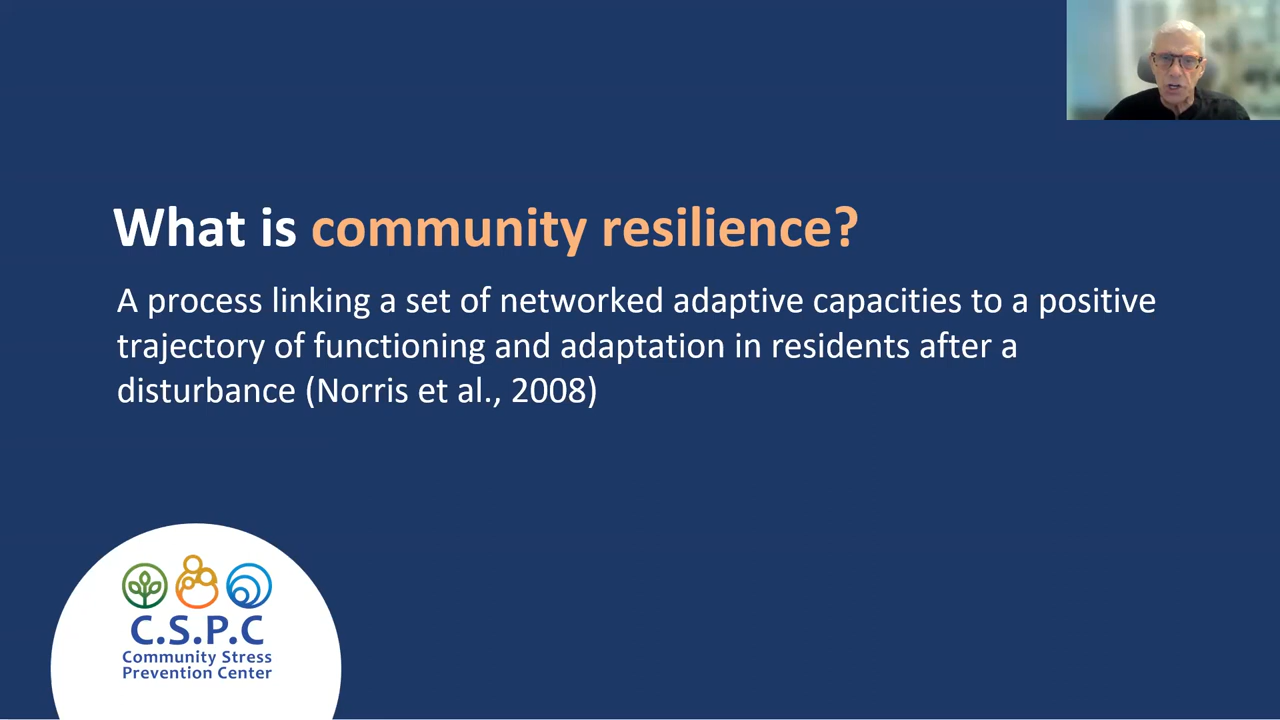 What is community resilience?
A process linking a set of networked adaptive capacities to a positive
trajectory of functioning and adaptation in residents after a
disturbance (Norris et al., 2008)
C.S.P.C
Community Stress
Prevention Center